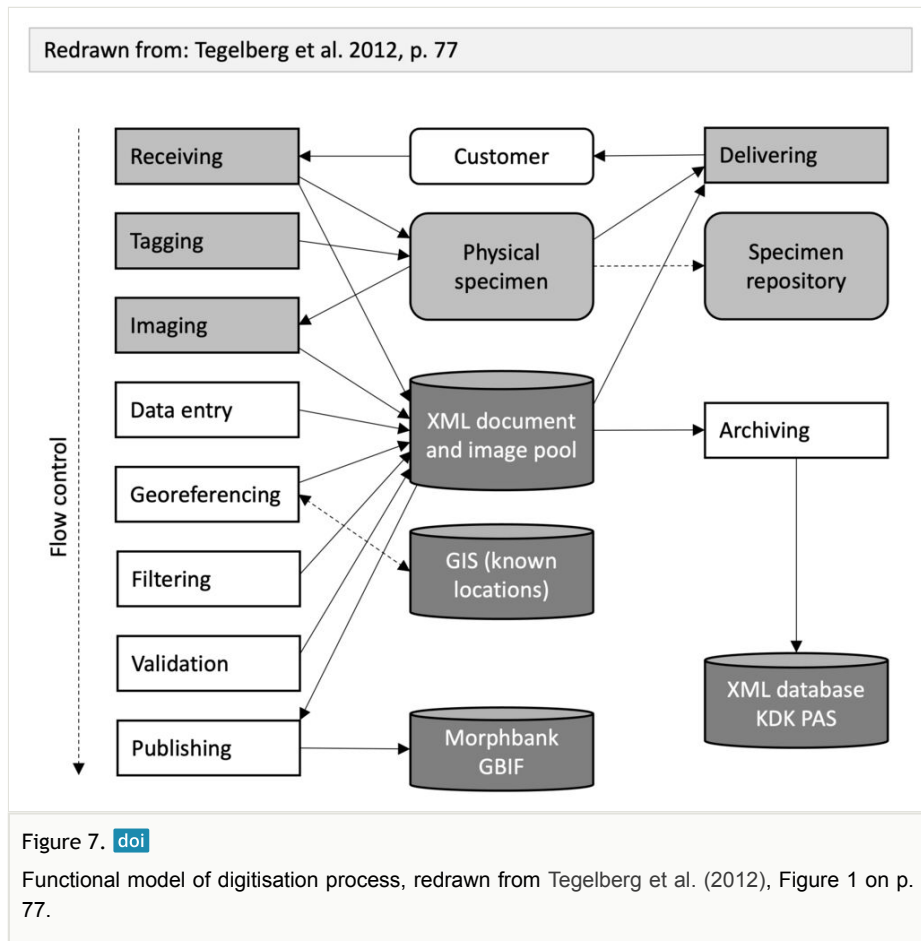 Redrawn from: Tegelberg et al. 2012, p. 77
Receiving
Customer
Delivering
Tagging
Physical
specimen
Specimen
repository
Imaging
Data entry
XML document
and image pool
Archiving
Georeferencing
GIS (known
locations)
Filtering
Validation
XML database
KDK PAS
Publishing
Morphbank
GBIF
Flow control
Figure 7. doi
Functional model of digitisation process, redrawn from Tegelberg et al. (2012), Figure 1 on p.
77.